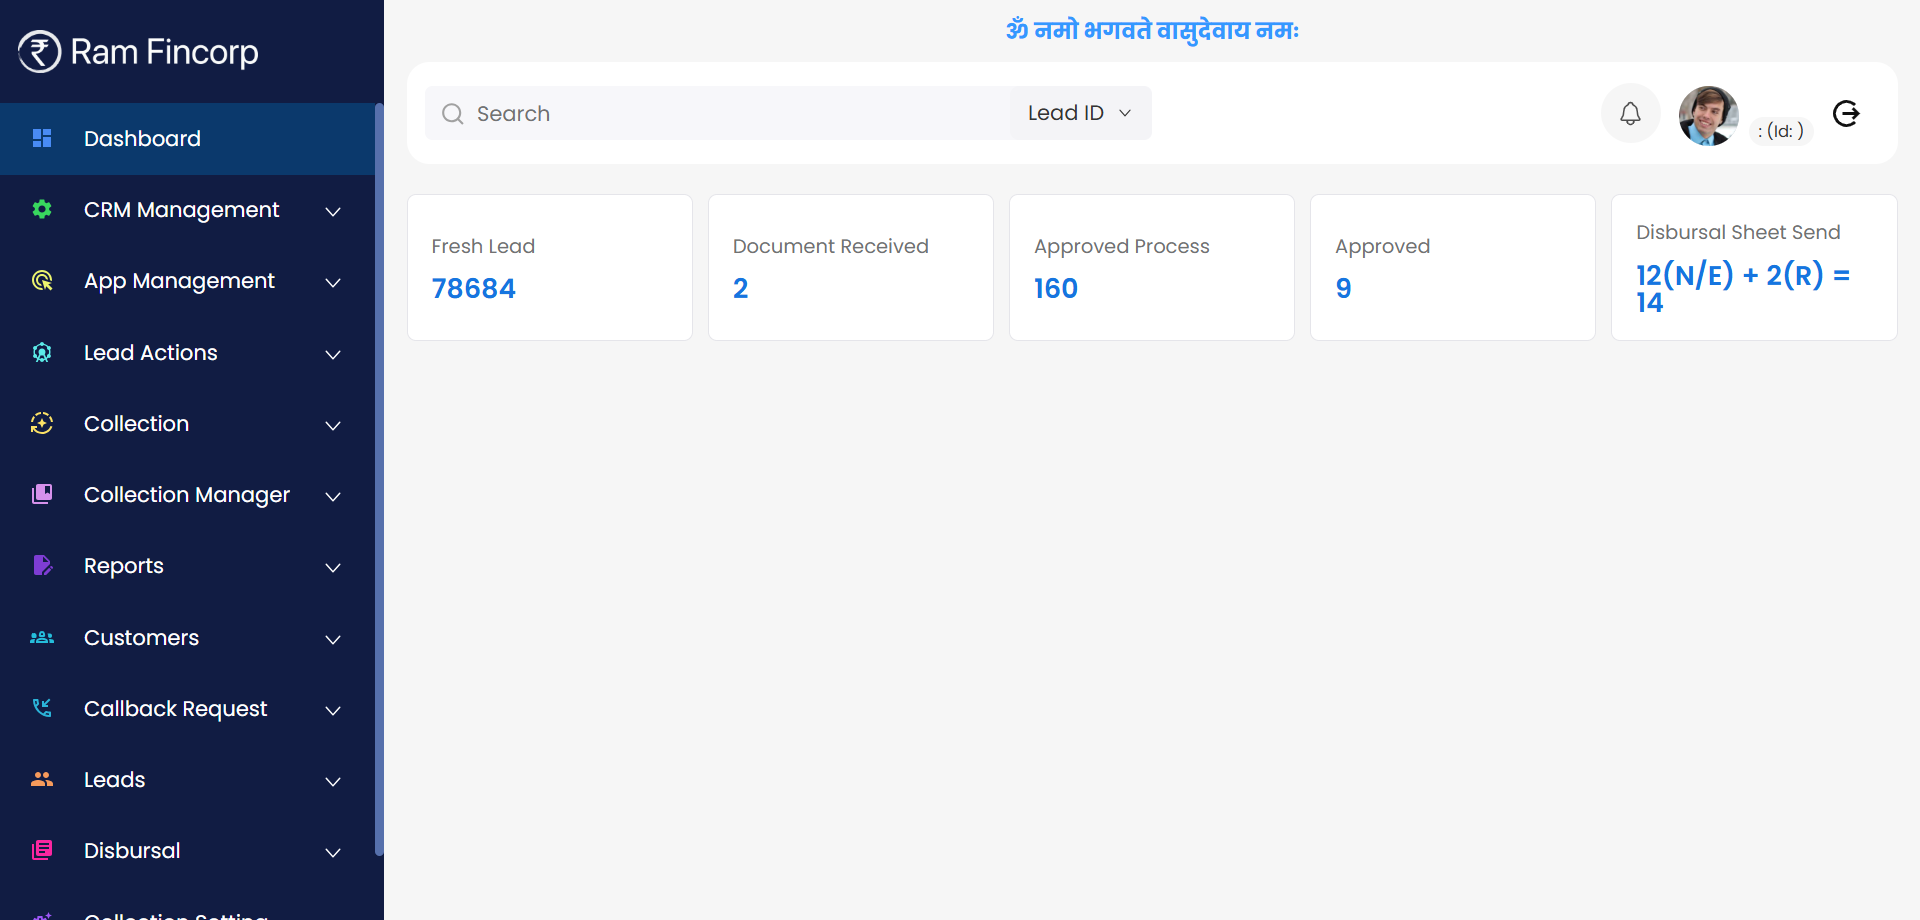 Ram Fincorp
Dashboard
CRM Management
App Management
Lead Actions
Collection
Collection Manager
Reports
Customers
Callback Request
Leads
Disbursal
Collection Setting
ॐ नमो भगवते वासुदेवाय नमः
Search
Lead ID
: (Id: )
Fresh Lead
78684
Document Received
2
Approved Process
160
Approved
9
Disbursal Sheet Send
12(N/E) + 2(R) =
14